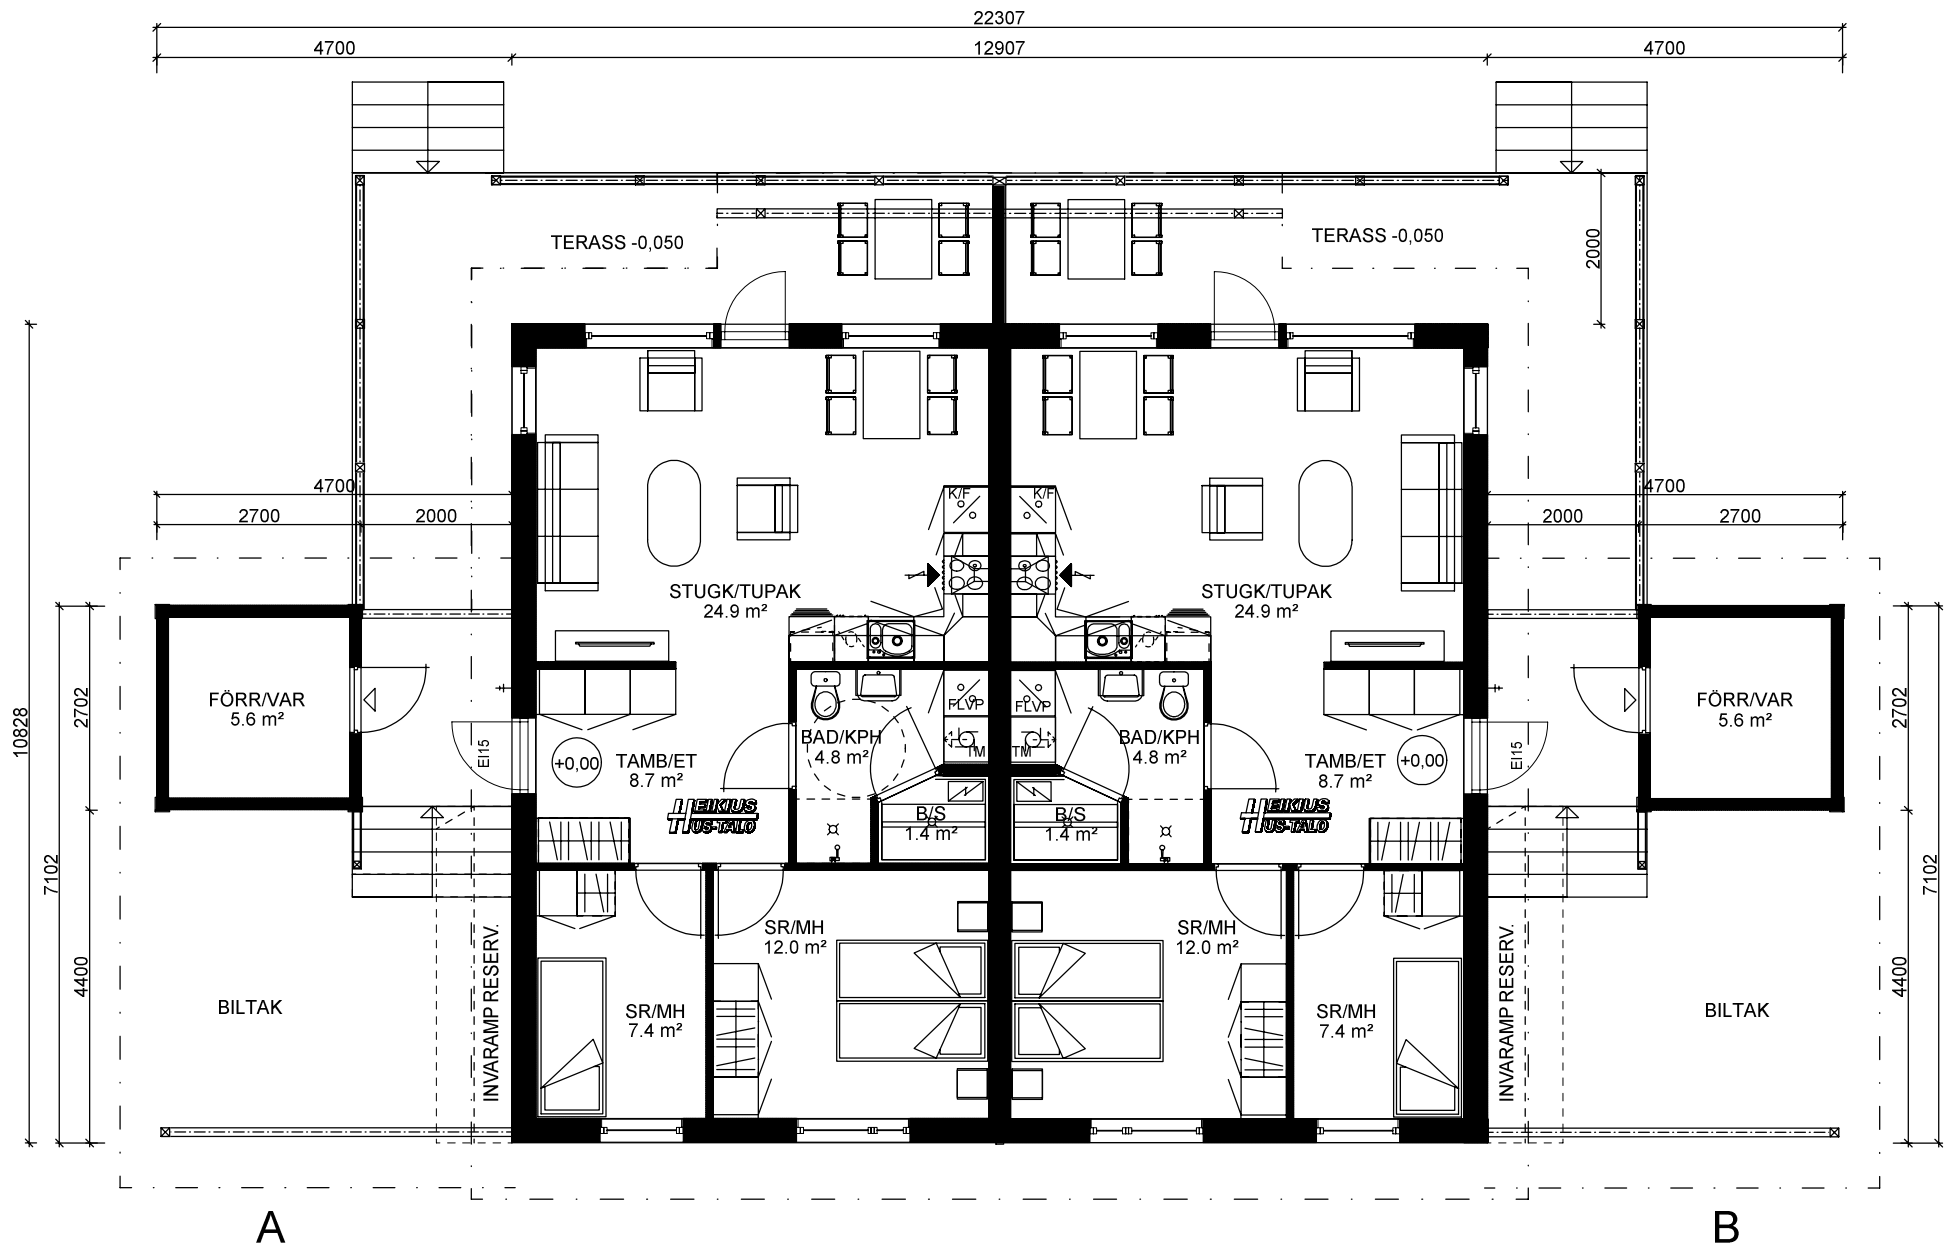 22307
4700
12907
4700
TERASS -0,050
TERASS -0,050
2000
4700
2700
2000
4700
2000
2700
K/F
K/F
STUGK/TUPAK
24.9 m²
STUGK/TUPAK
24.9 m²
10828
7102
2702
4400
2702
4400
7102
FÖRR/VAR
5.6 m²
FÖRR/VAR
5.6 m²
EI15
EI15
+0,00
+0,00
TAMB/ET
8.7 m²
TAMB/ET
8.7 m²
BAD/KPH
4.8 m²
BAD/KPH
4.8 m²
FLVP
FLVP
TM
TM
B/S
1.4 m²
B/S
1.4 m²
HEIKIUS
HUS-TALO
HEIKIUS
HUS-TALO
SR/MH
12.0 m²
SR/MH
12.0 m²
SR/MH
7.4 m²
SR/MH
7.4 m²
INVARAMP RESERV.
INVARAMP RESERV.
BILTAK
BILTAK
A
B